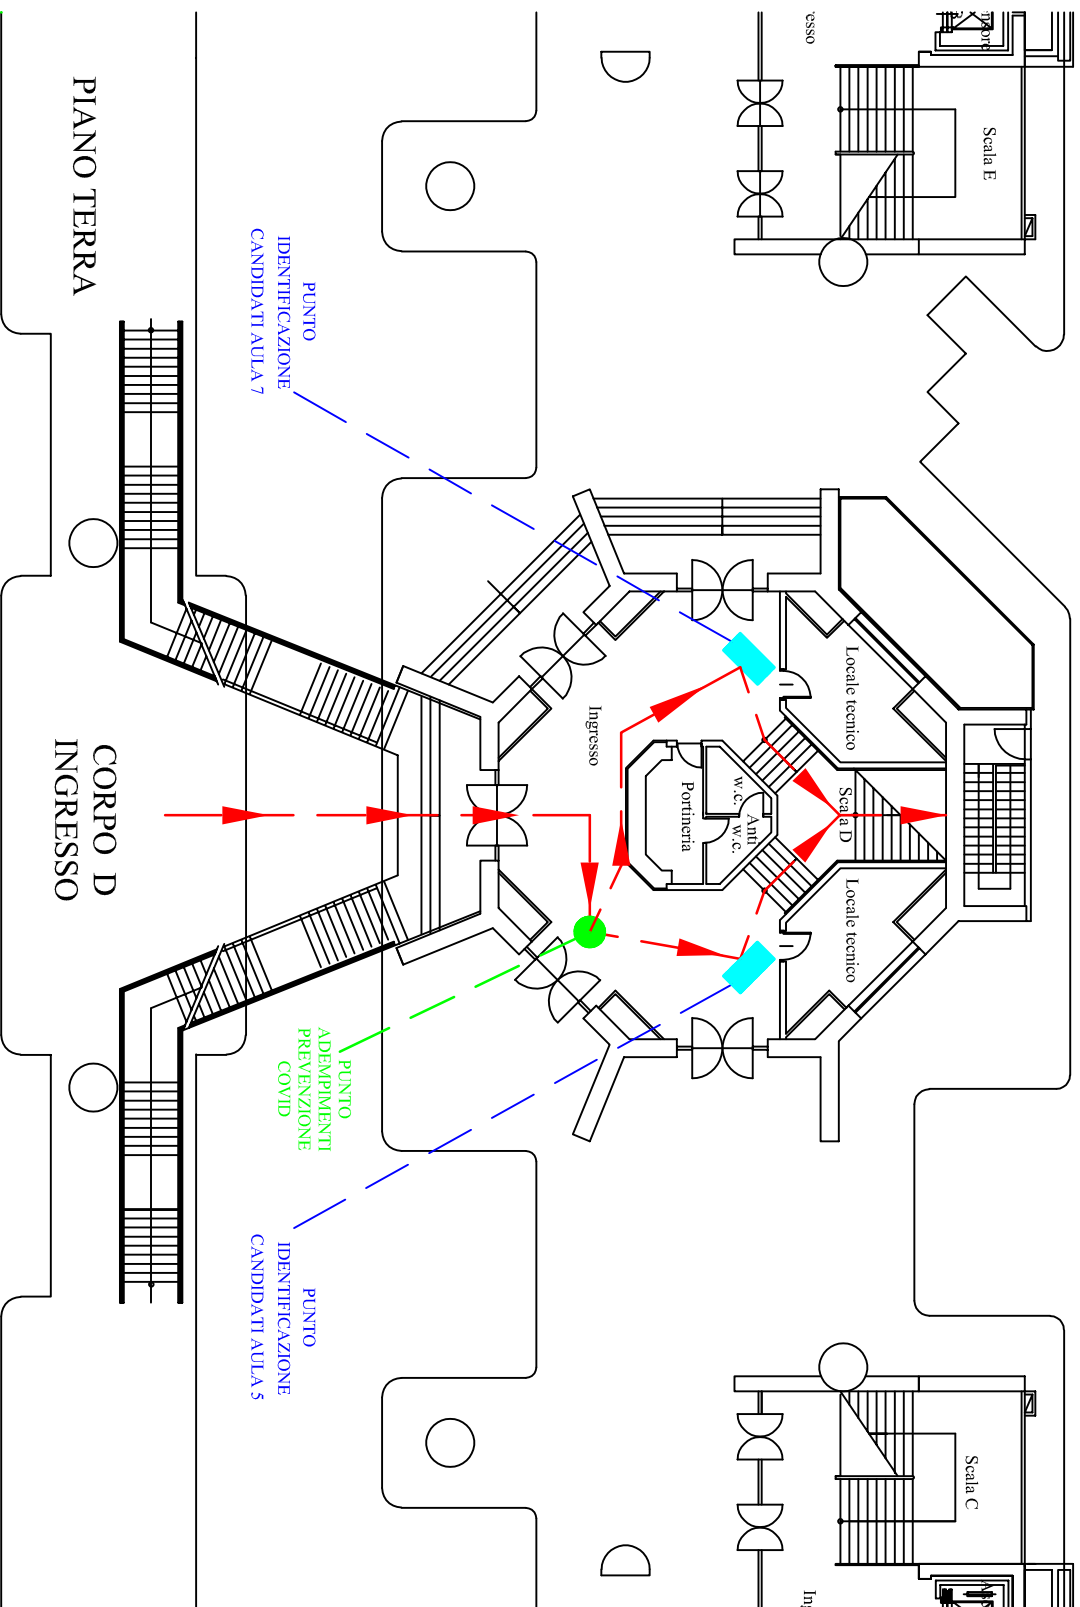 PIANO TERRA
CORPO D
INGRESSO
PUNTO
IDENTIFICAZIONE
CANDIDATI AULA 7
PUNTO
ADEMPIMENTI
PREVENZIONE
COVID
PUNTO
IDENTIFICAZIONE
CANDIDATI AULA 5
Ingresso
Portineria
w.c.
Anti
w.c.
Scala D
Locale tecnico
Locale tecnico
Scala E
Scala C
esso